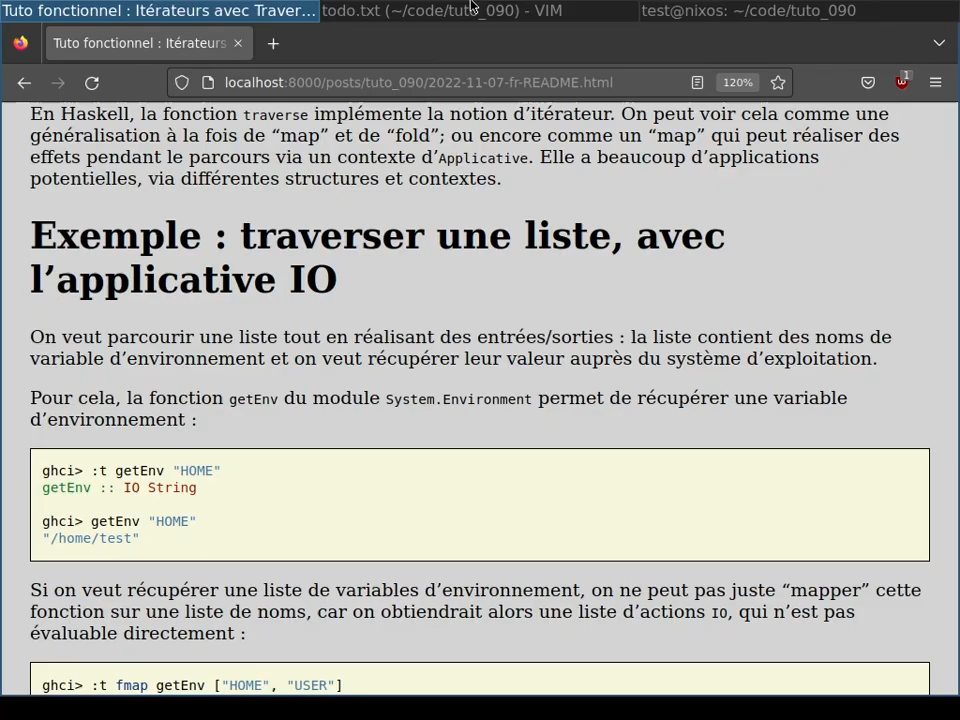 Tuto fonctionnel : Itérateurs avec Traver... todo.txt (~/code/tuto_090) - VIM test@nixos: ~/code/tuto_090
Tuto fonctionnel : Itérateurs
localhost:8000/posts/tuto_090/2022-11-07-fr-README.html 120% 1
En Haskell, la fonction traverse implémente la notion d’itérateur. On peut voir cela comme une
généralisation à la fois de “map” et de “fold”; ou encore comme un “map” qui peut réaliser des
effets pendant le parcours via un contexte d’Applicative. Elle a beaucoup d’applications
potentielles, via différentes structures et contextes.
Exemple : traverser une liste, avec
l’applicative IO
On veut parcourir une liste tout en réalisant des entrées/sorties : la liste contient des noms de
variable d’environnement et on veut récupérer leur valeur auprès du système d’exploitation.
Pour cela, la fonction getEnv du module System.Environment permet de récupérer une variable
d’environnement :
ghci> :t getEnv "HOME"
getEnv :: IO String
ghci> getEnv "HOME"
"/home/test"
Si on veut récupérer une liste de variables d’environnement, on ne peut pas juste “mapper” cette
fonction sur une liste de noms, car on obtiendrait alors une liste d’actions IO, qui n’est pas
évaluable directement :
ghci> :t fmap getEnv ["HOME", "USER"]